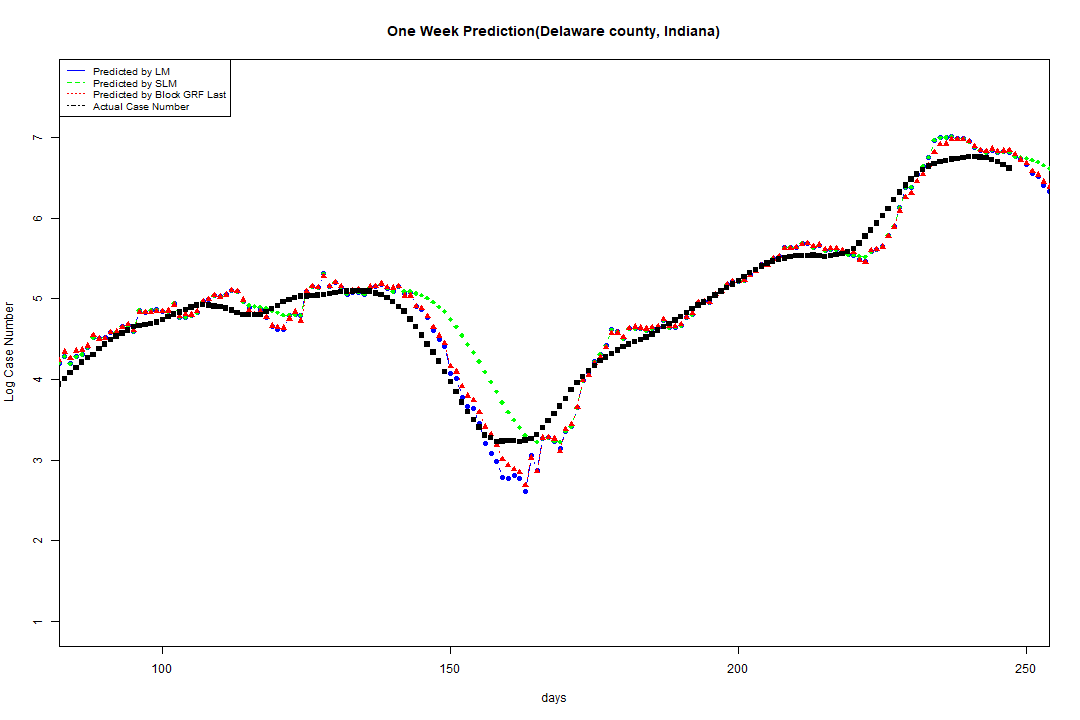 One Week Prediction(Delaware county, Indiana)
Predicted by LM
Predicted by SLM
Predicted by Block GRF Last
Actual Case Number
7
6
5
4
3
2
1
Log Case Number
100 150 200 250
days